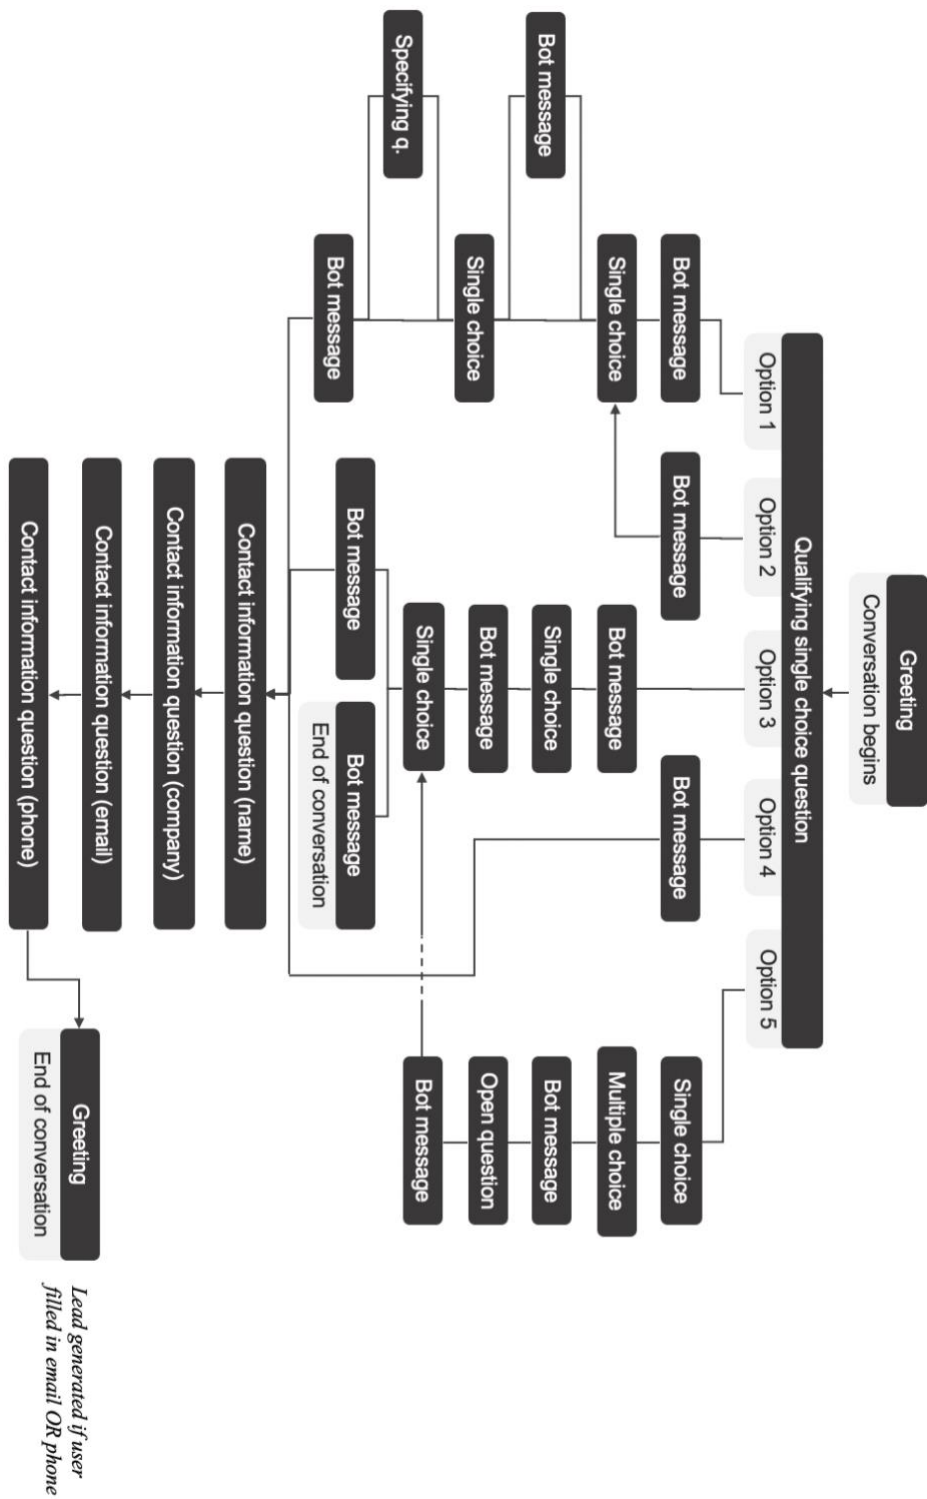 Greeting
Conversation begins
Qualifying single choice question
Option 1
Option 2
Option 3
Option 4
Option 5
Bot message
Bot message
Bot message
Single choice
Single choice
Bot message
Multiple choice
Bot message
Single choice
Bot message
Single choice
Bot message
Open question
Specifying q.
Single choice
Bot message
Bot message
Bot message
Bot message
End of conversation
Contact information question (name)
Contact information question (company)
Contact information question (email)
Contact information question (phone)
Greeting
End of conversation
Lead generated if user
filled in email OR phone